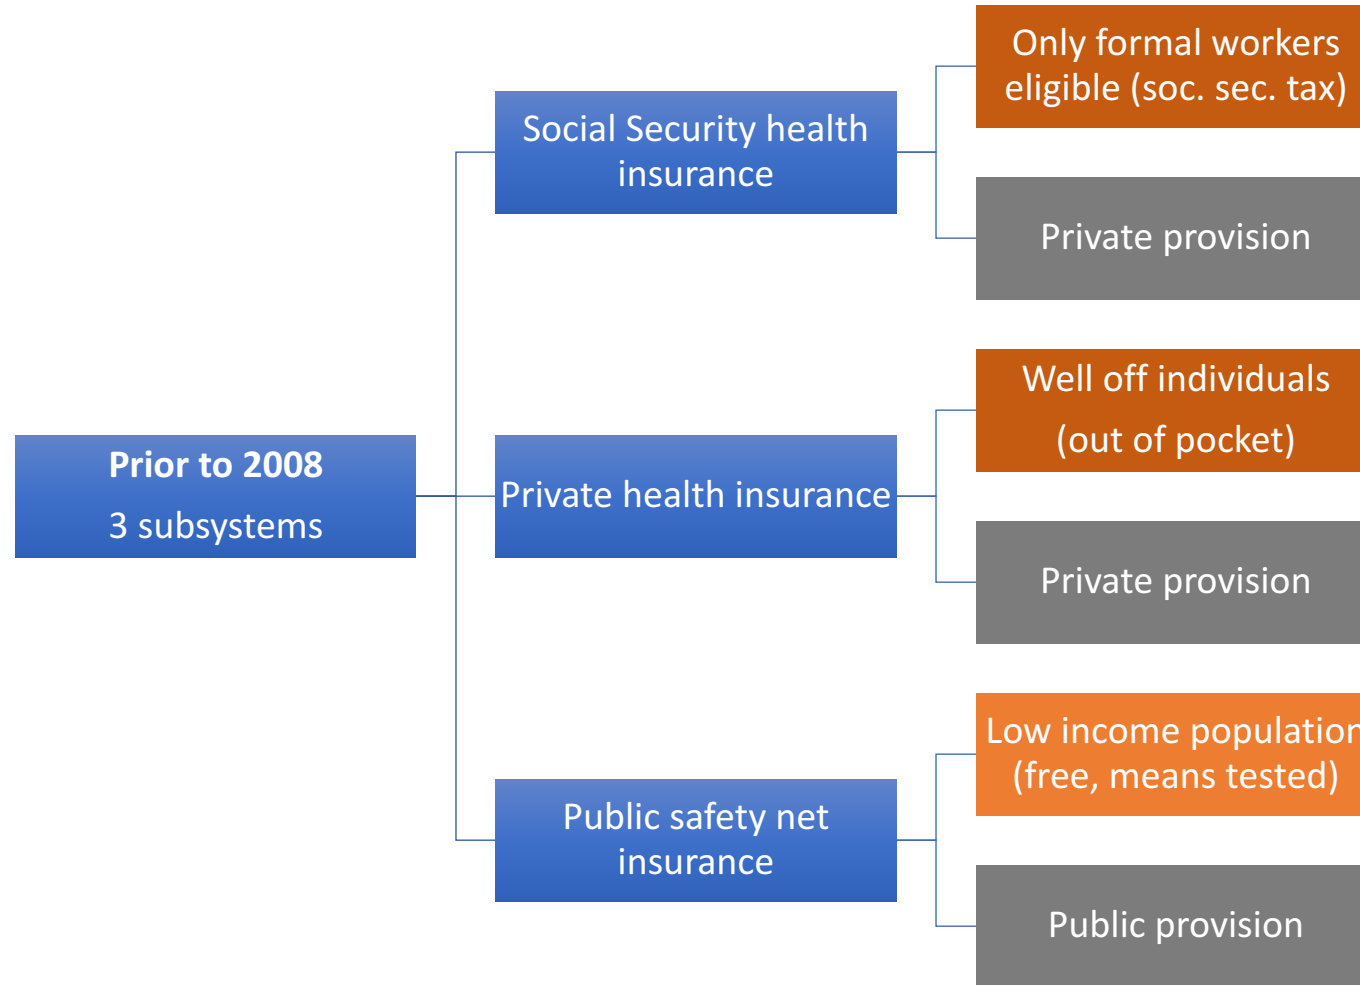 Prior to 2008
3 subsystems
Social Security health
insurance
Only formal workers
eligible (soc. sec. tax)
Private provision
Private health insurance
Well off individuals
(out of pocket)
Private provision
Public safety net
insurance
Low income population
(free, means tested)
Public provision